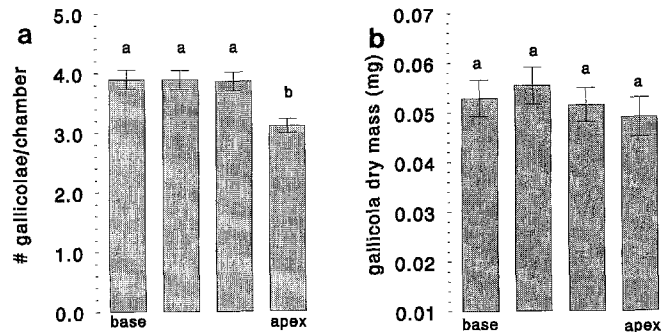 a
# gallicolae/chamber
5.0
4.0
3.0
2.0
1.0
0.0
a a a b
base apex
b
gallicola dry mass (mg)
0.07
0.06
0.05
0.04
0.03
0.02
0.01
a a a a
base apex